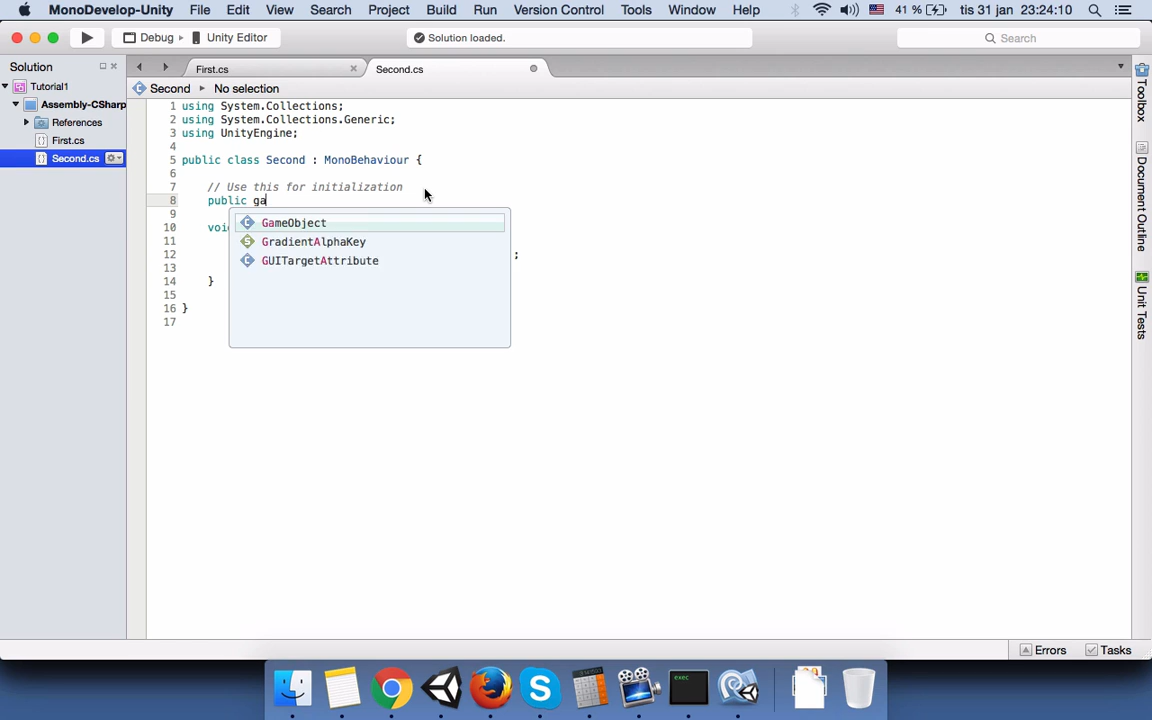 MonoDevelop-Unity File Edit View Search Project Build Run Version Control Tools Window Help 41 % tis 31 jan 23:24:10
Debug Unity Editor Solution loaded. Search
Solution
First.cs
Second.cs
Tutorial1
Assembly-CSharp
References
First.cs
Second.cs
Second No selection
1 using System.Collections;
2 using System.Collections.Generic;
3 using UnityEngine;
4
5 public class Second : MonoBehaviour {
6
7 // Use this for initialization
8 public ga
9
10 voi
11
12 ;
13
14 }
15
16 }
17
GameObject
GradientAlphaKey
GUITargetAttribute
Toolbox
Document Outline
Unit Tests
Errors Tasks
exec